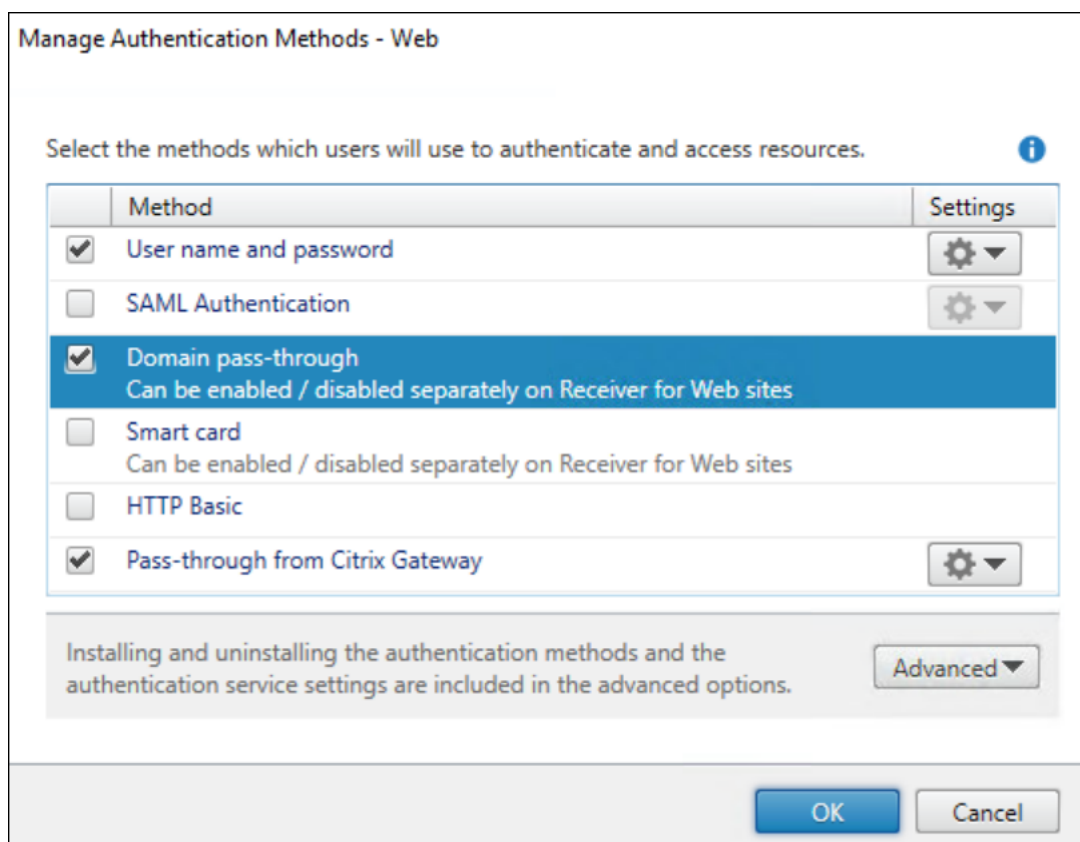 Manage Authentication Methods - Web
Select the methods which users will use to authenticate and access resources.
Method Settings
User name and password
SAML Authentication
Domain pass-through
Can be enabled / disabled separately on Receiver for Web sites
Smart card
Can be enabled / disabled separately on Receiver for Web sites
HTTP Basic
Pass-through from Citrix Gateway
Installing and uninstalling the authentication methods and the
authentication service settings are included in the advanced options.
Advanced
OK Cancel